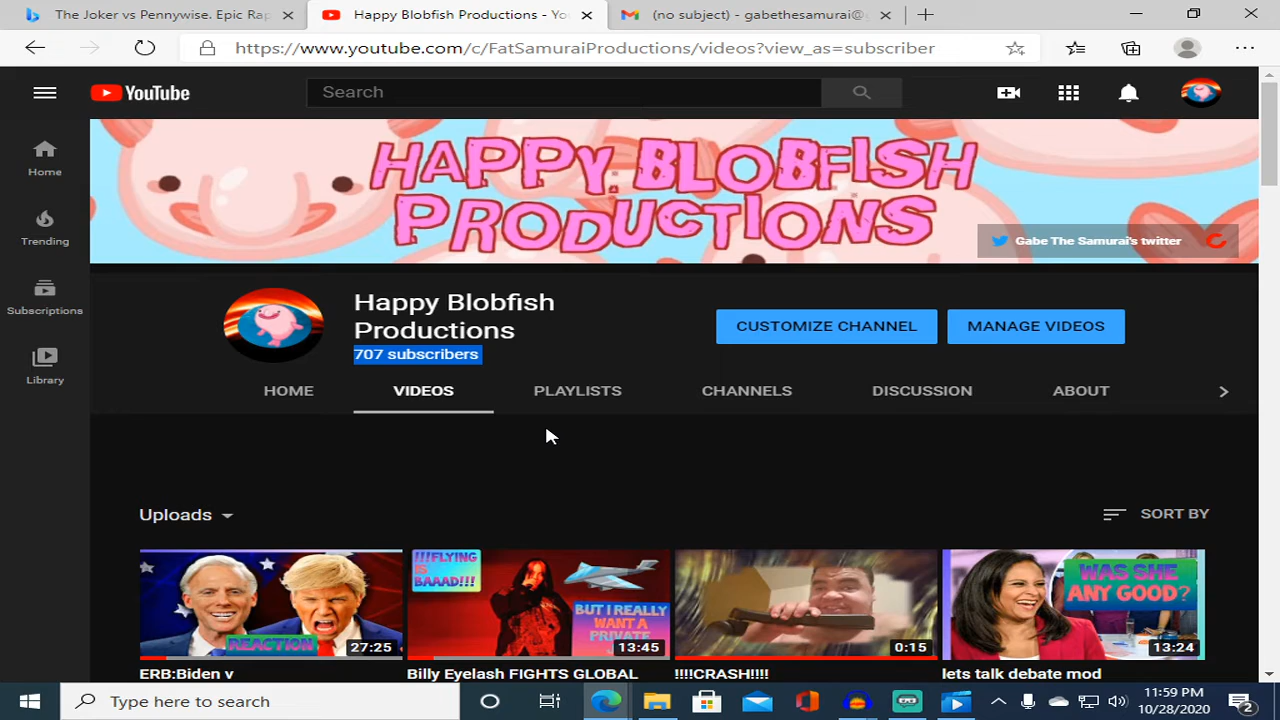 The Joker vs Pennywise. Epic Rap
Happy Blobfish Productions - Yo
(no subject) - gabethesamurai@
https://www.youtube.com/c/FatSamuraiProductions/videos?view_as=subscriber
YouTube
Search
HAPPY BLOBFISH
PRODUCTIONS
Gabe The Samurai's twitter
Home
Trending
Subscriptions
Library
Happy Blobfish
Productions
707 subscribers
CUSTOMIZE CHANNEL
MANAGE VIDEOS
HOME
VIDEOS
PLAYLISTS
CHANNELS
DISCUSSION
ABOUT
Uploads
SORT BY
REACTION
27:25
!!!FLYING
IS
BAAAD!!!
BUT I REALLY
WANT A
PRIVATE
13:45
0:15
WAS SHE
ANY GOOD?
13:24
ERB:Biden v
Billy Eyelash FIGHTS GLOBAL
!!!!CRASH!!!!
lets talk debate mod
Type here to search
11:59 PM
10/28/2020
2